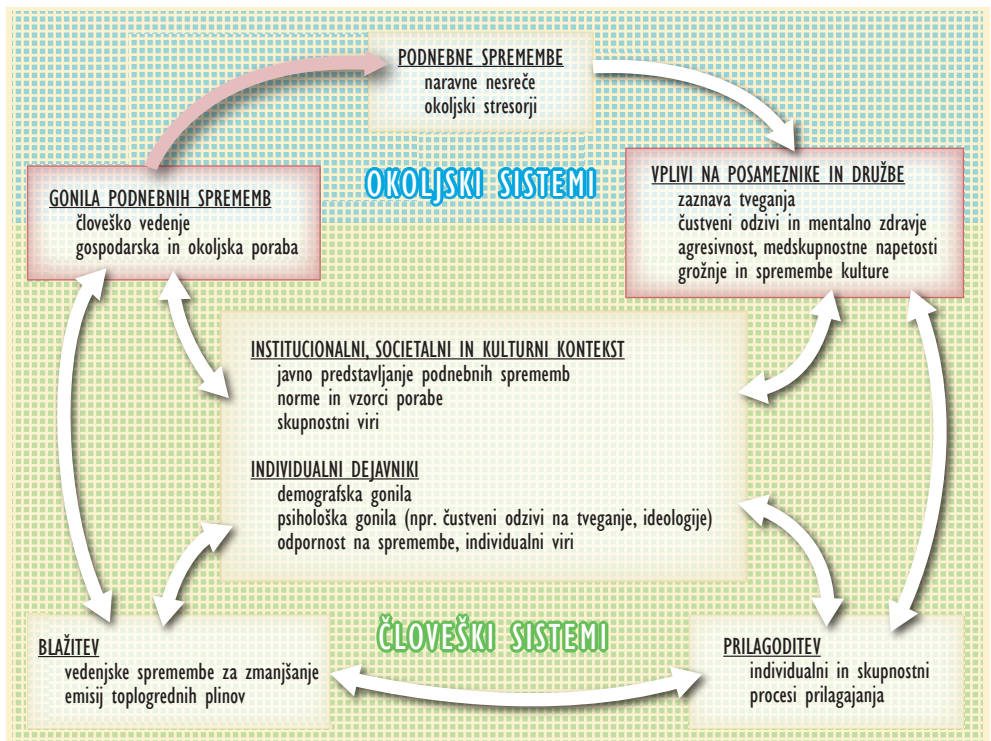 PODNEBNE SPREMEMBE
naravne nesreče
okoljski stresorji
OKOLJSKI SISTEMI
GONILA PODNEBNIH SPREMEMB
človeško vedenje
gospodarska in okoljska poraba
VPLIVI NA POSAMEZNIKE IN DRUŽBE
zaznava tveganja
čustveni odzivi in mentalno zdravje
agresivnost, medskupnostne napetosti
grožnje in spremembe kulture
INSTITUCIONALNI, SOCIETALNI IN KULTURNI KONTEKST
javno predstavljanje podnebnih sprememb
norme in vzorci porabe
skupnostni viri
INDIVIDUALNI DEJAVNIKI
demografska gonila
psihološka gonila (npr. čustveni odzivi na tveganje, ideologije)
odpornost na spremembe, individualni viri
ČLOVEŠKI SISTEMI
BLAŽITEV
vedenjske spremembe za zmanjšanje
emisij toplogrednih plinov
PRILAGODITEV
individualni in skupnostni
procesi prilagajanja